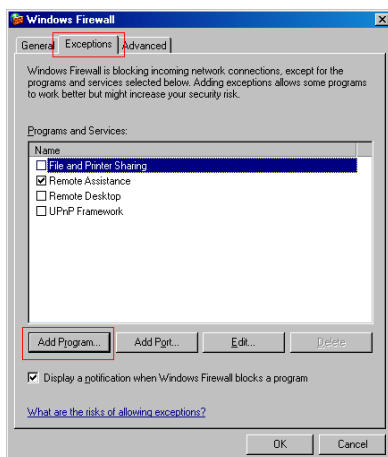 Windows Firewall
General Exceptions Advanced
Windows Firewall is blocking incoming network connections, except for the
programs and services selected below. Adding exceptions allows some programs
to work better but might increase your security risk.
Programs and Services:
Name
File and Printer Sharing
Remote Assistance
Remote Desktop
UPnP Framework
Add Program... Add Port... Edit... Delete
Display a notification when Windows Firewall blocks a program
What are the risks of allowing exceptions?
OK Cancel